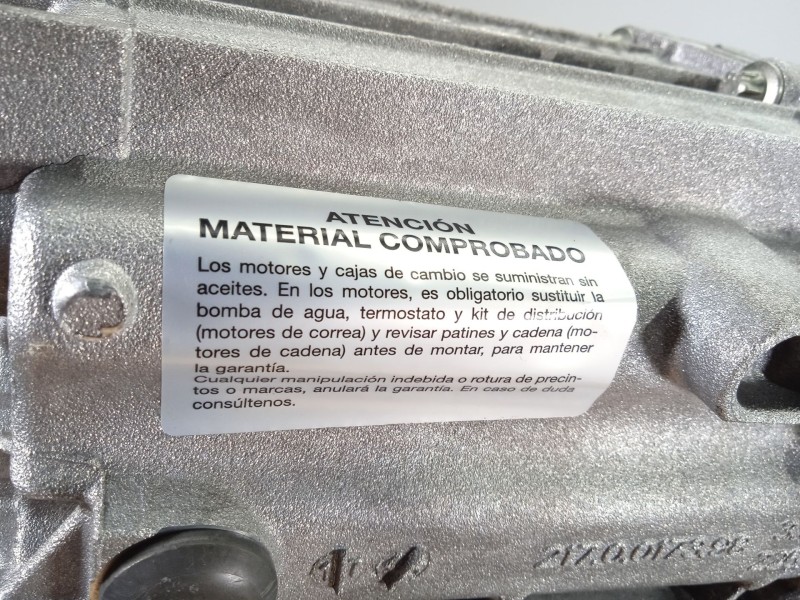 ATENCIÓN
MATERIAL COMPROBADO
Los motores y cajas de cambio se suministran sin
aceites. En los motores, es obligatorio sustituir la
bomba de agua, termostato y kit de distribución
(motores de correa) y revisar patines y cadena (mo-
tores de cadena) antes de montar, para mantener
la garantía.
Cualquier manipulación indebida o rotura de precin-
tos o marcas, anulará la garantía. En caso de duda
consúltenos.